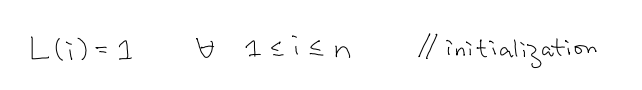 L(i) = 1 ∀ 1 ≤ i ≤ n // initialization